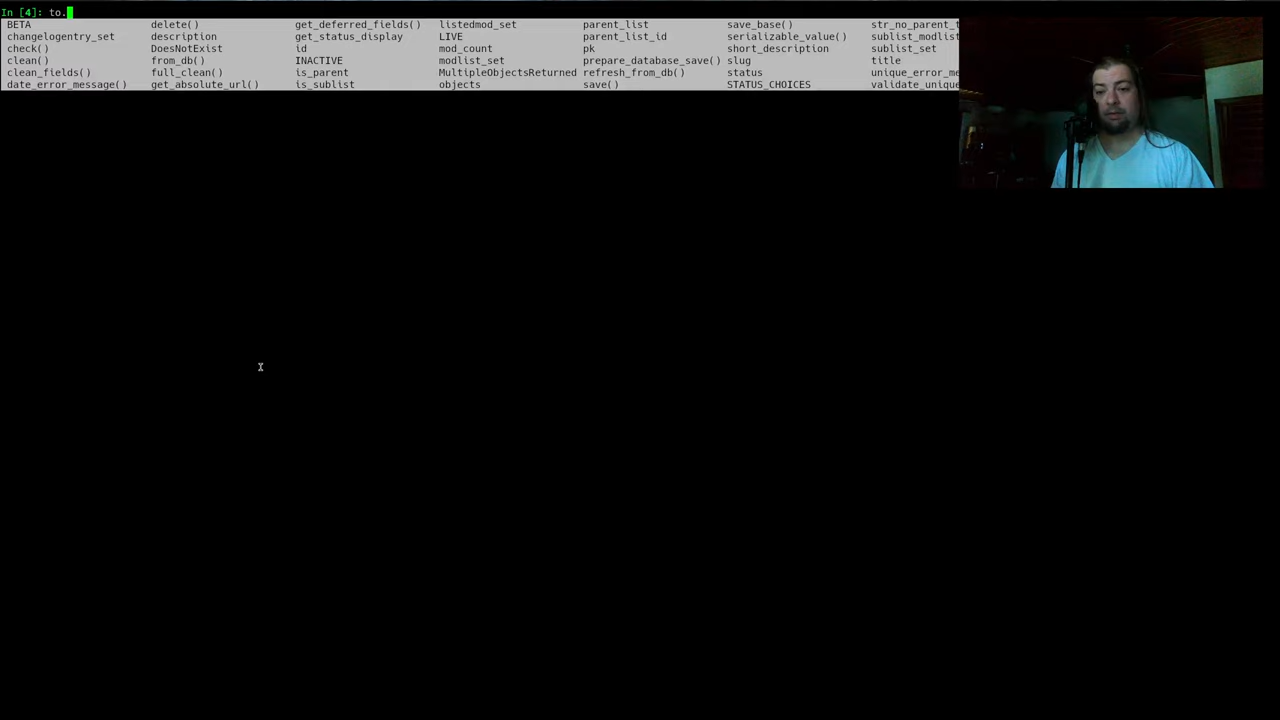 In [4]: to.
BETA delete() get_deferred_fields() listedmod_set parent_list save_base() str_no_parent_t
changelogentry_set description get_status_display LIVE parent_list_id serializable_value() sublist_modlist
check() DoesNotExist id mod_count pk short_description sublist_set
clean() from_db() INACTIVE modlist_set prepare_database_save() slug title
clean_fields() full_clean() is_parent MultipleObjectsReturned refresh_from_db() status unique_error_me
date_error_message() get_absolute_url() is_sublist objects save() STATUS_CHOICES validate_unique